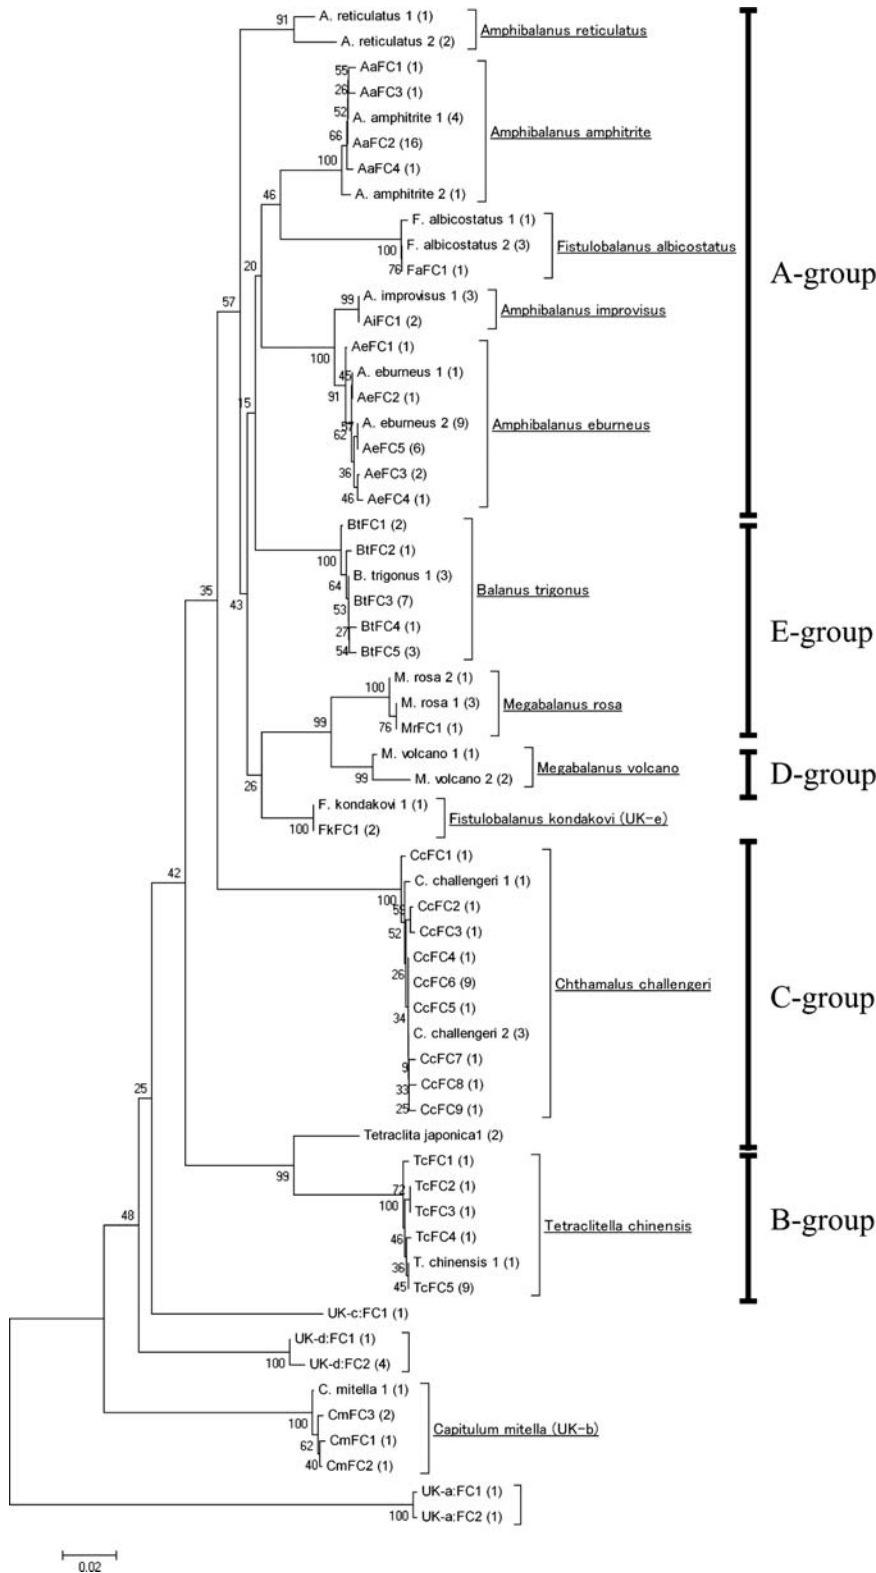 91
A. reticulatus 1 (1)
A. reticulatus 2 (2)
Amphibalanus reticulatus
55
AaFC1 (1)
26
AaFC3 (1)
52
A. amphitrite 1 (4)
66
AaFC2 (16)
100
AaFC4 (1)
A. amphitrite 2 (1)
Amphibalanus amphitrite
46
F. albicostatus 1 (1)
100
F. albicostatus 2 (3)
76
FaFC1 (1)
Fistulobalanus albicostatus
A-group
20
57
99
A. improvisus 1 (3)
AiFC1 (2)
Amphibalanus improvisus
100
AeFC1 (1)
45
A. eburneus 1 (1)
91
AeFC2 (1)
57
A. eburneus 2 (9)
62
AeFC5 (6)
36
AeFC3 (2)
46
AeFC4 (1)
Amphibalanus eburneus
15
BtFC1 (2)
100
BtFC2 (1)
64
B. trigonus 1 (3)
53
BtFC3 (7)
27
BtFC4 (1)
54
BtFC5 (3)
Balanus trigonus
E-group
35
43
100
M. rosa 2 (1)
M. rosa 1 (3)
76
MrFC1 (1)
Megabalanus rosa
99
M. volcano 1 (1)
99
M. volcano 2 (2)
Megabalanus volcano
D-group
26
F. kondakovi 1 (1)
100
FkFC1 (2)
Fistulobalanus kondakovi (UK-e)
42
CcFC1 (1)
100
C. challengeri 1 (1)
59
CcFC2 (1)
52
CcFC3 (1)
CcFC4 (1)
26
CcFC6 (9)
CcFC5 (1)
34
C. challengeri 2 (3)
9
CcFC7 (1)
33
CcFC8 (1)
25
CcFC9 (1)
Chthamalus challengeri
C-group
25
Tetraclita japonica1 (2)
99
TcFC1 (1)
72
TcFC2 (1)
100
TcFC3 (1)
46
TcFC4 (1)
36
T. chinensis 1 (1)
45
TcFC5 (9)
Tetraclitella chinensis
B-group
48
UK-c:FC1 (1)
UK-d:FC1 (1)
100
UK-d:FC2 (4)
C. mitella 1 (1)
100
CmFC3 (2)
62
CmFC1 (1)
40
CmFC2 (1)
Capitulum mitella (UK-b)
UK-a:FC1 (1)
100
UK-a:FC2 (1)
0.02